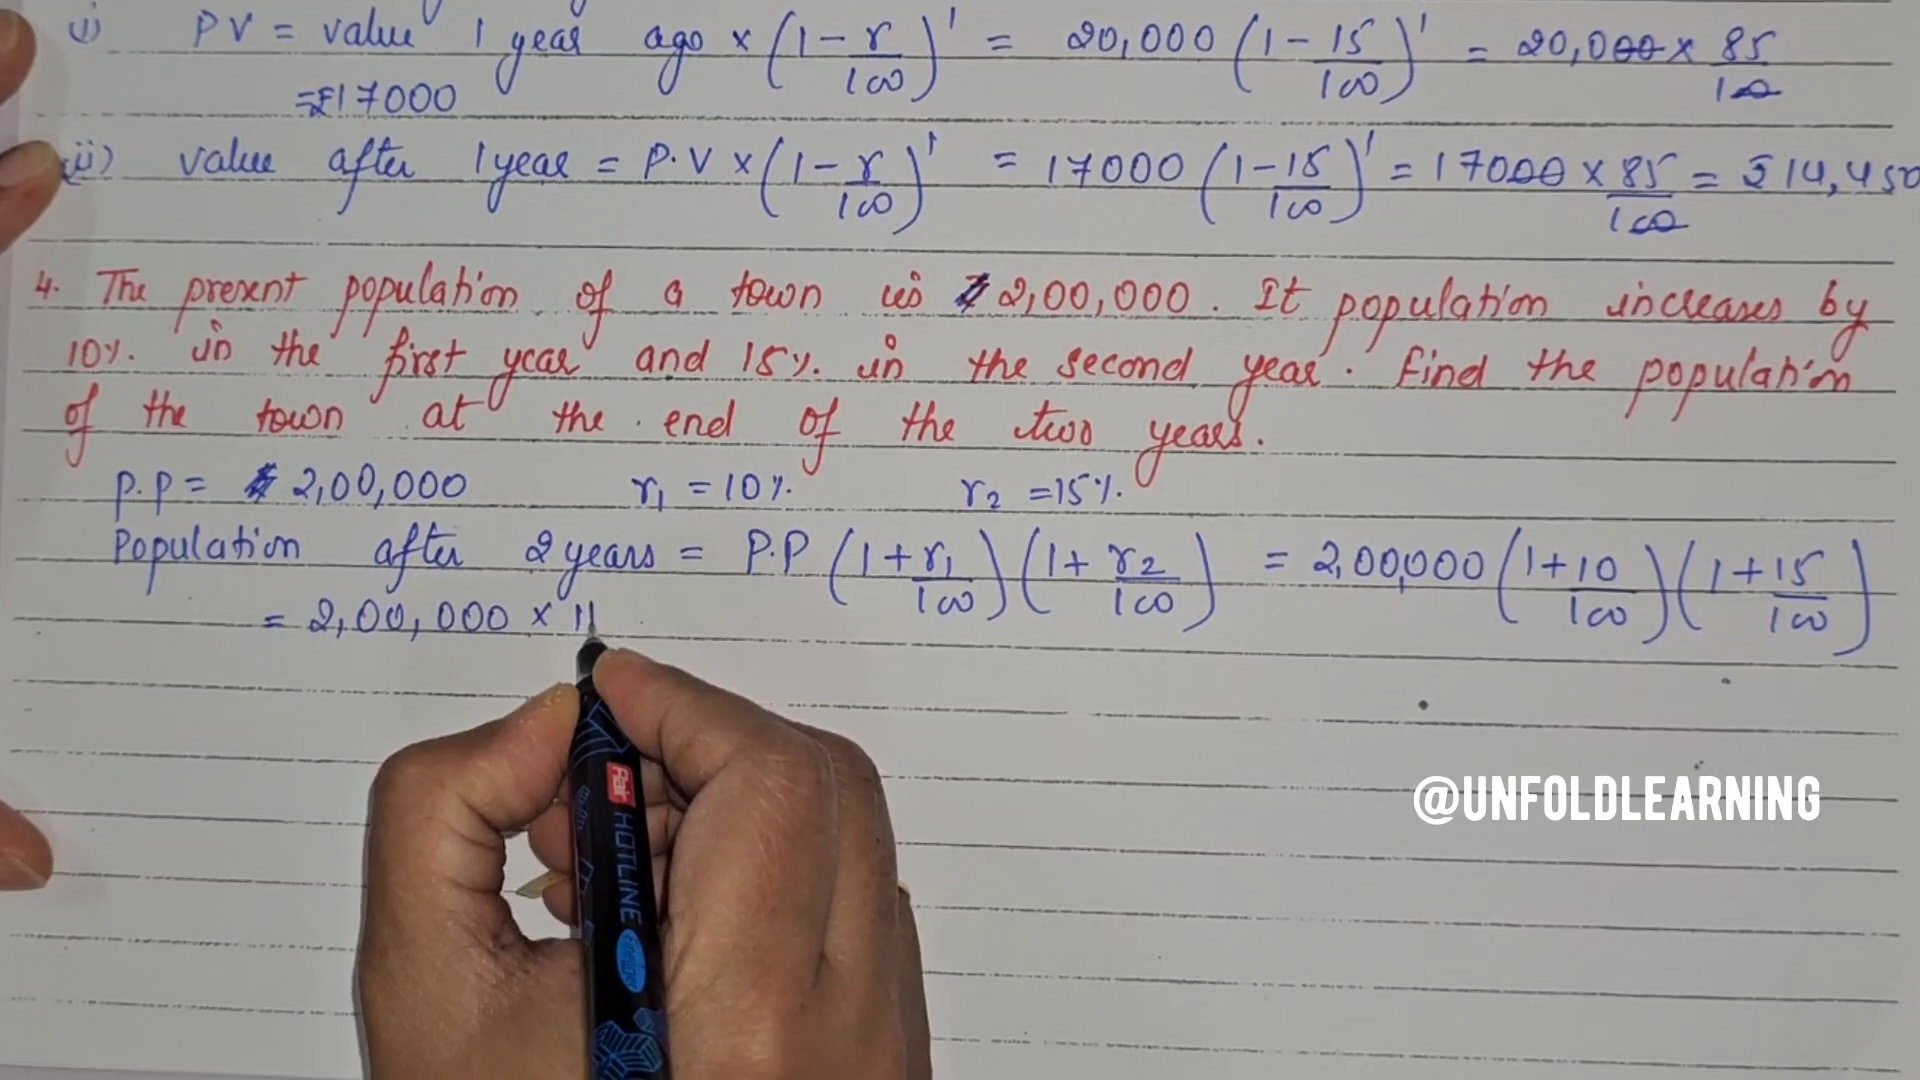 i) PV = value 1 year ago × (1 - r/100)¹ = 20,000 (1 - 15/100)¹ = 20,000 × 85/100
= ₹17000
ii) value after 1 year = P.V × (1 - r/100)¹ = 17000 (1 - 15/100)¹ = 17000 × 85/100 = ₹14,450
4. The present population of a town is 2,00,000. It population increases by
10%. in the first year and 15%. in the second year. Find the population
of the town at the end of the two years.
P.P = 2,00,000 r₁ = 10%. r₂ = 15%.
Population after 2 years = P.P (1 + r₁/100)(1 + r₂/100) = 2,00,000 (1 + 10/100)(1 + 15/100)
= 2,00,000 × 11
@UNFOLDLEARNING
Flair HOTLINE Fineline